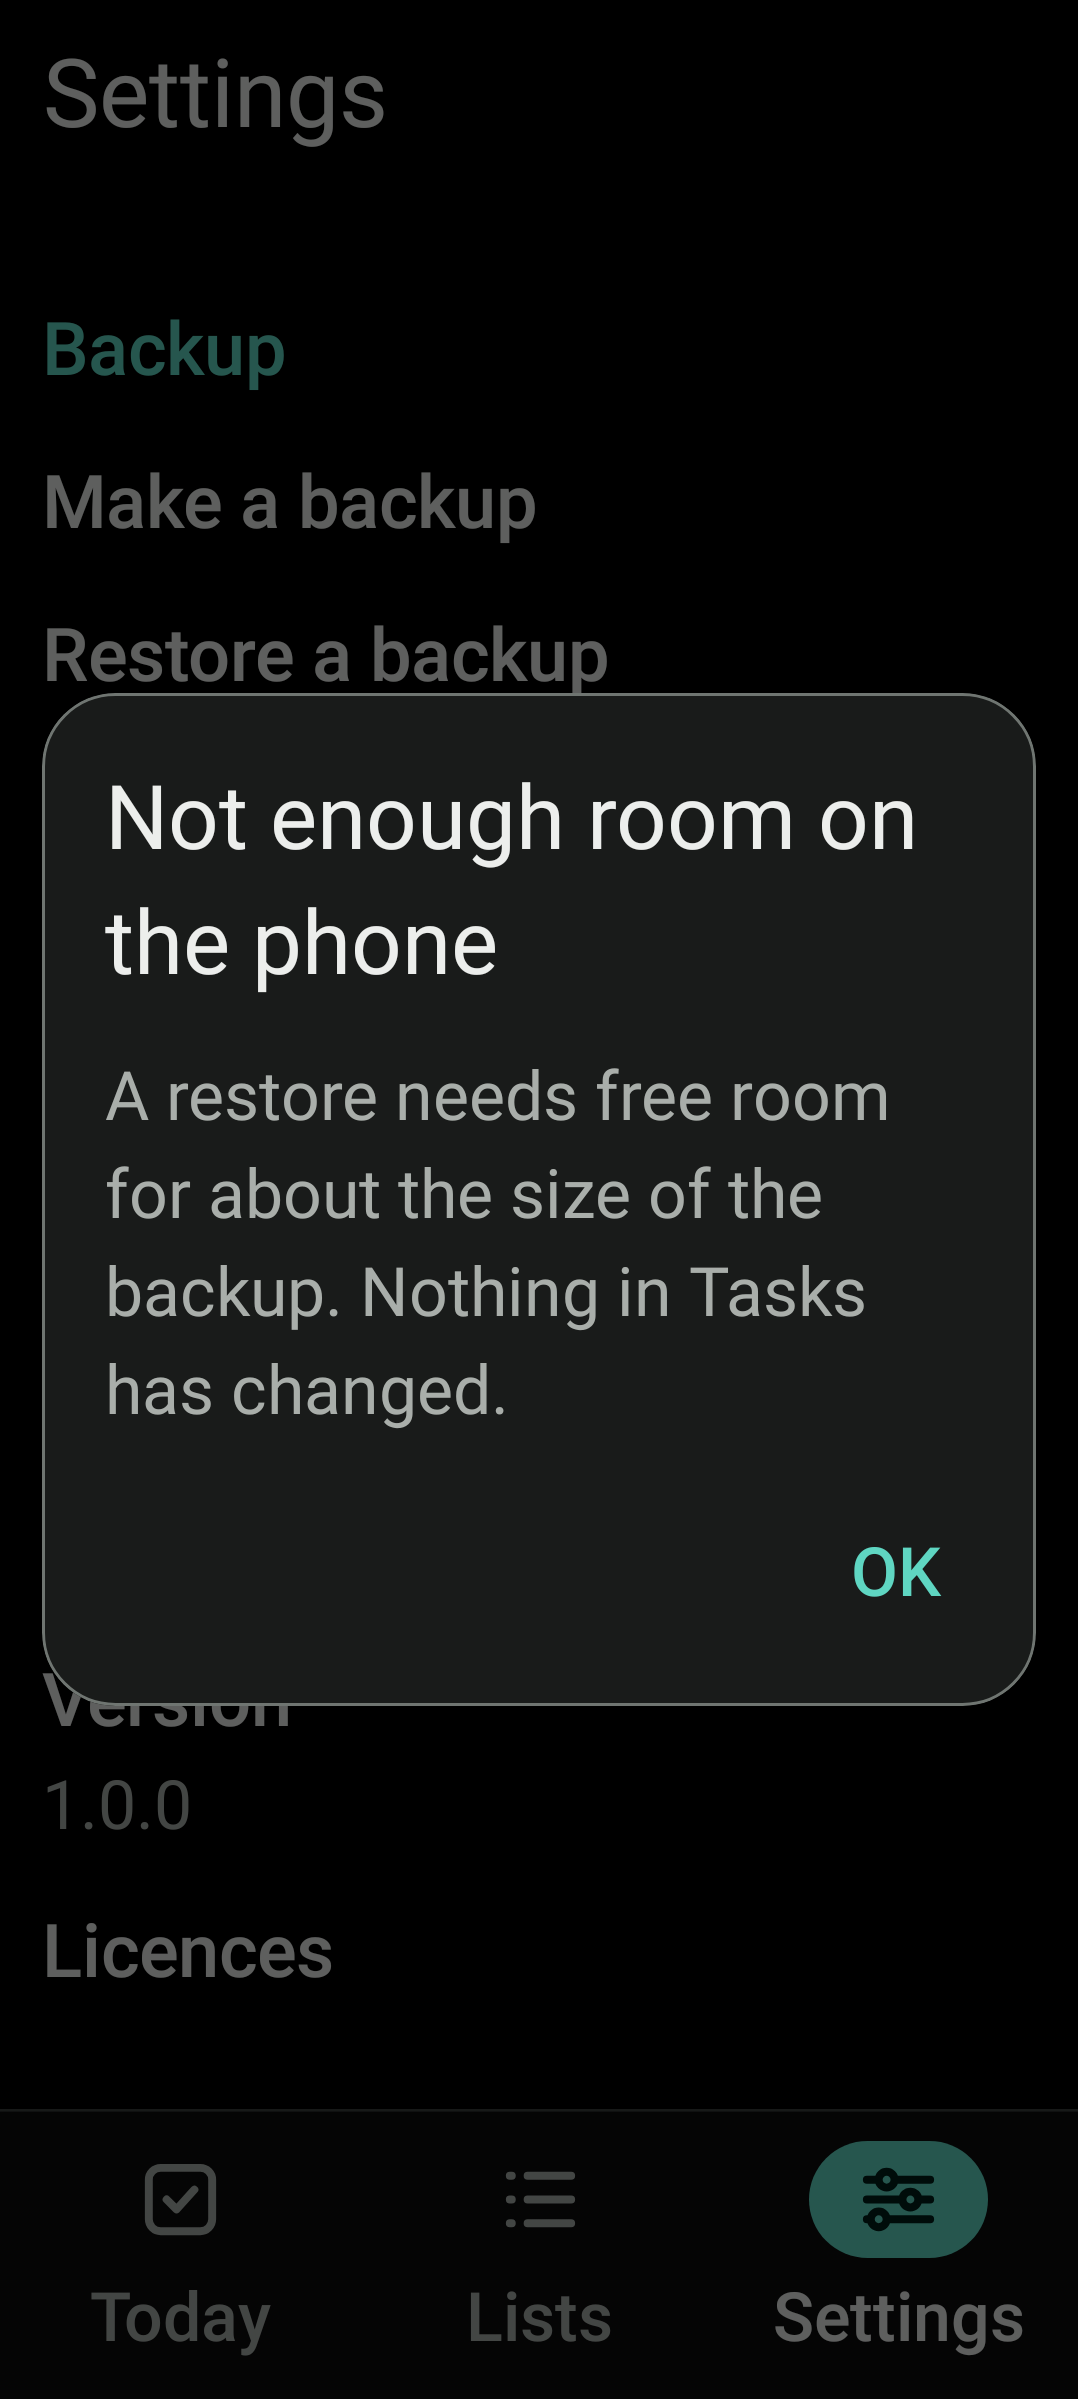 Settings
Backup
Make a backup
Restore a backup
Not enough room on
the phone
A restore needs free room
for about the size of the
backup. Nothing in Tasks
has changed.
OK
Version
1.0.0
Licences
Today
Lists
Settings